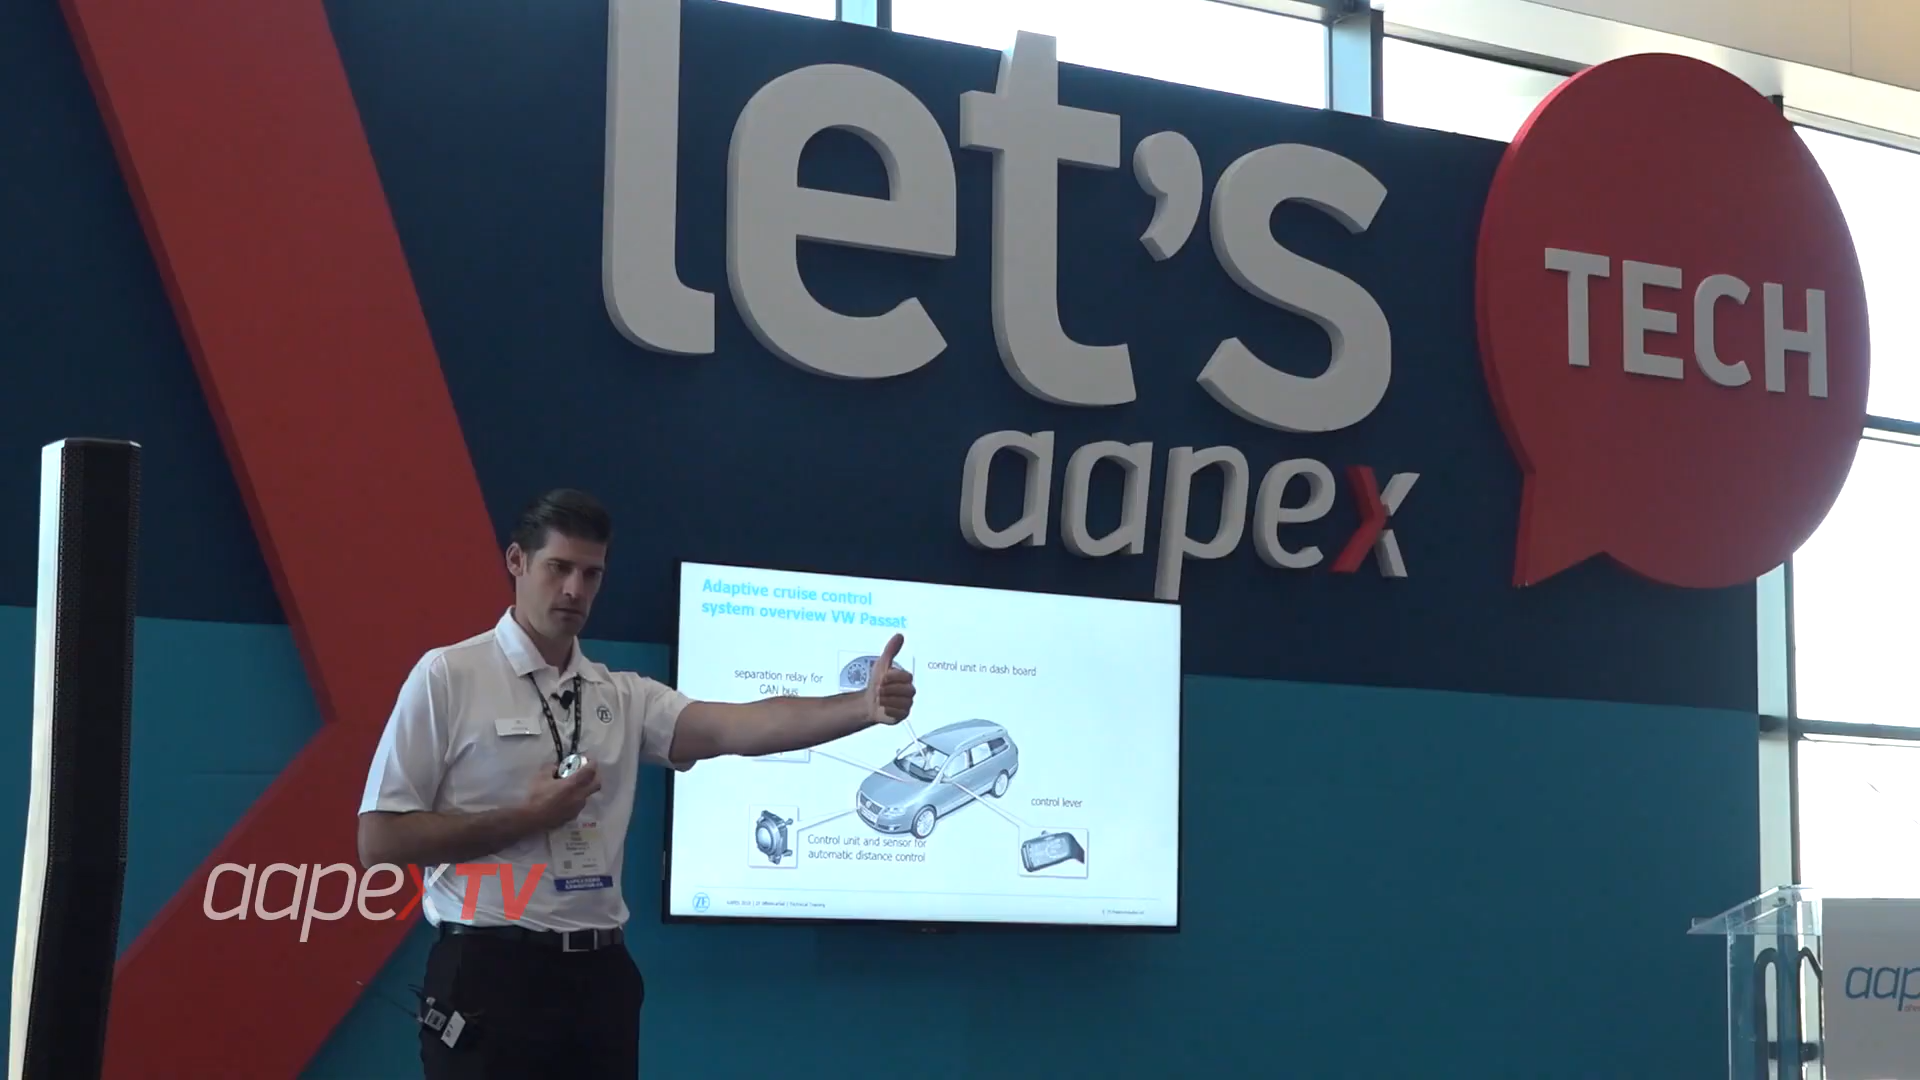 let's
TECH
aapex
Adaptive cruise control
system overview VW Passat
separation relay for
CAN bus
control unit in dash board
control lever
Control unit and sensor for
automatic distance control
ZF
aapexTV
aap